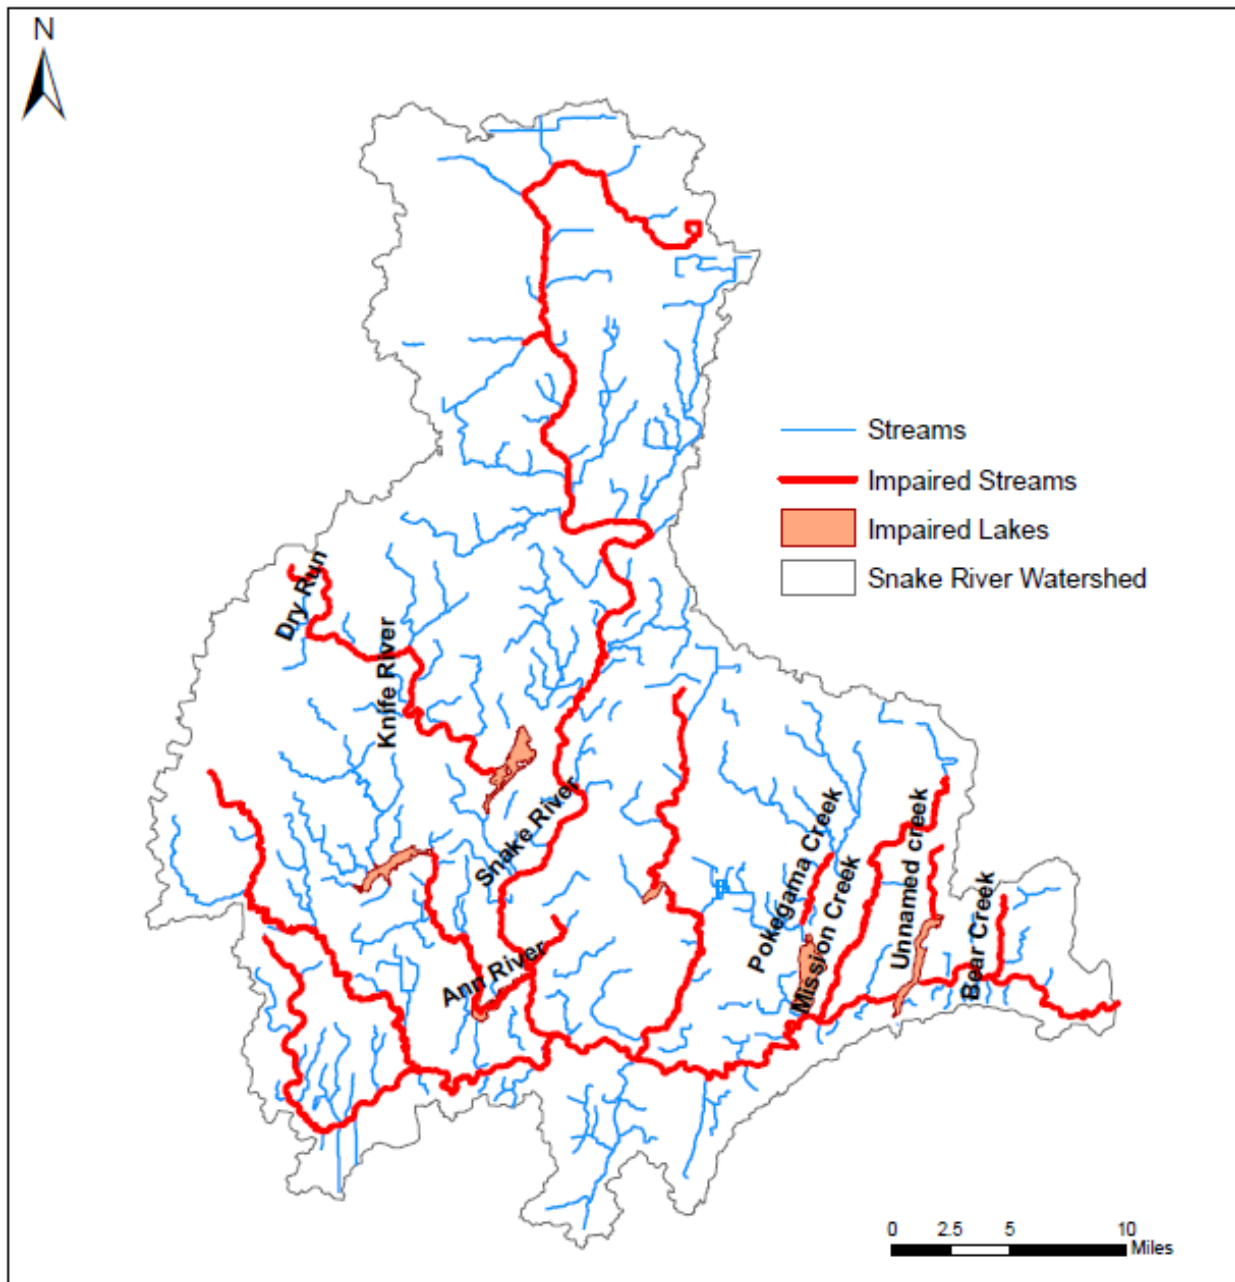 N
Streams
Impaired Streams
Impaired Lakes
Snake River Watershed
Dry Run
Knife River
Snake River
Ann River
Pokegama Creek
Mission Creek
Unnamed creek
Bear Creek
0 2.5 5 10
Miles